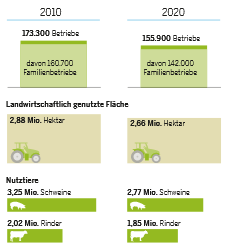 2010 2020
173.300 Betriebe 155.900 Betriebe
davon 160.700 davon 142.000
Familienbetriebe Familienbetriebe
Landwirtschaftlich genutzte Fläche
2,88 Mio. Hektar 2,66 Mio. Hektar
Nutztiere
3,25 Mio. Schweine 2,77 Mio. Schweine
2,02 Mio. Rinder 1,85 Mio. Rinder